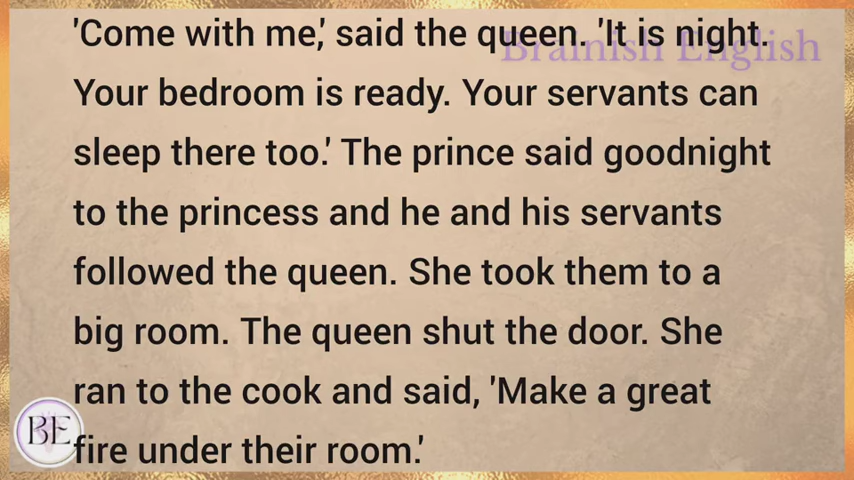 'Come with me,' said the queen. 'It is night.
Brainish English
Your bedroom is ready. Your servants can
sleep there too.' The prince said goodnight
to the princess and he and his servants
followed the queen. She took them to a
big room. The queen shut the door. She
ran to the cook and said, 'Make a great
fire under their room.'
BE